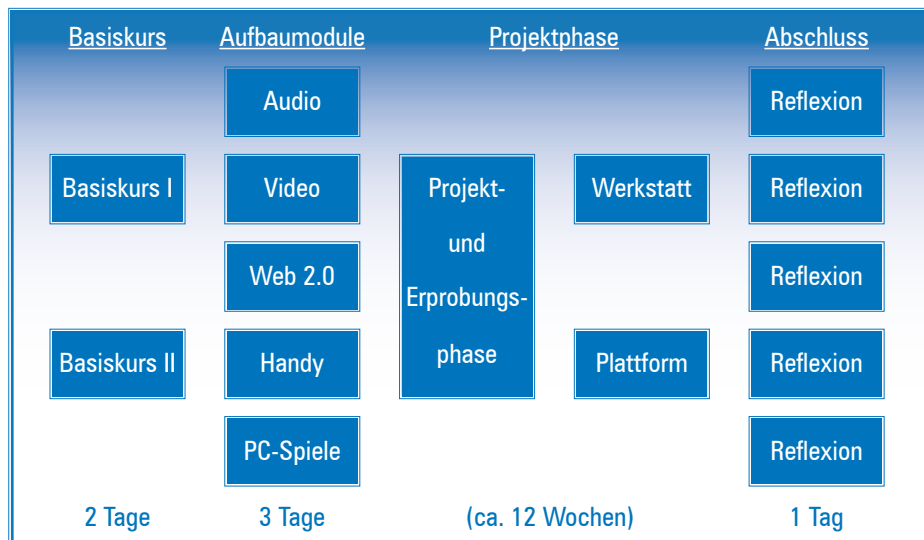 Basiskurs
Aufbaumodule
Projektphase
Abschluss
Audio
Reflexion
Basiskurs I
Video
Projekt-
und
Erprobungs-
phase
Werkstatt
Reflexion
Web 2.0
Reflexion
Basiskurs II
Handy
Plattform
Reflexion
PC-Spiele
Reflexion
2 Tage
3 Tage
(ca. 12 Wochen)
1 Tag